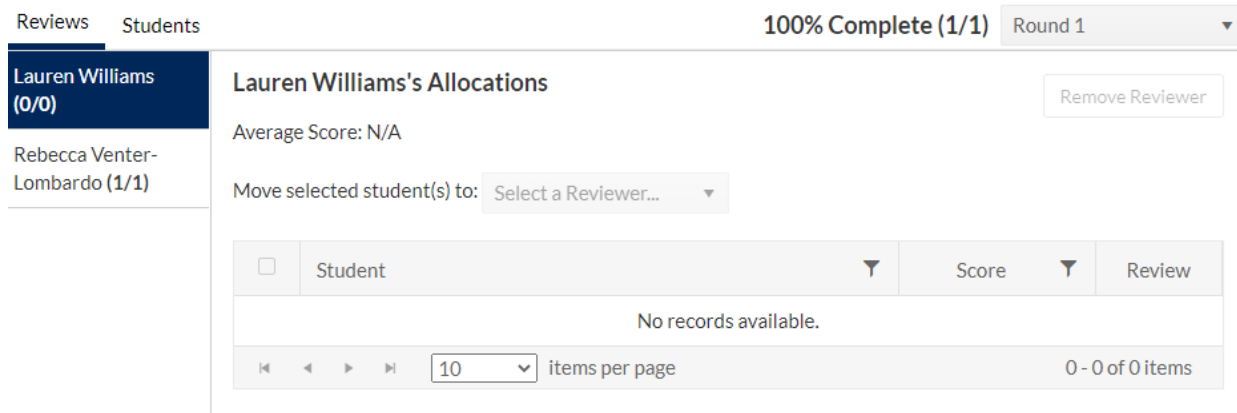 Reviews Students 100% Complete (1/1) Round 1
Lauren Williams
(0/0)
Rebecca Venter-
Lombardo (1/1)
Lauren Williams's Allocations
Remove Reviewer
Average Score: N/A
Move selected student(s) to: Select a Reviewer...
Student Score Review
No records available.
10 items per page 0 - 0 of 0 items